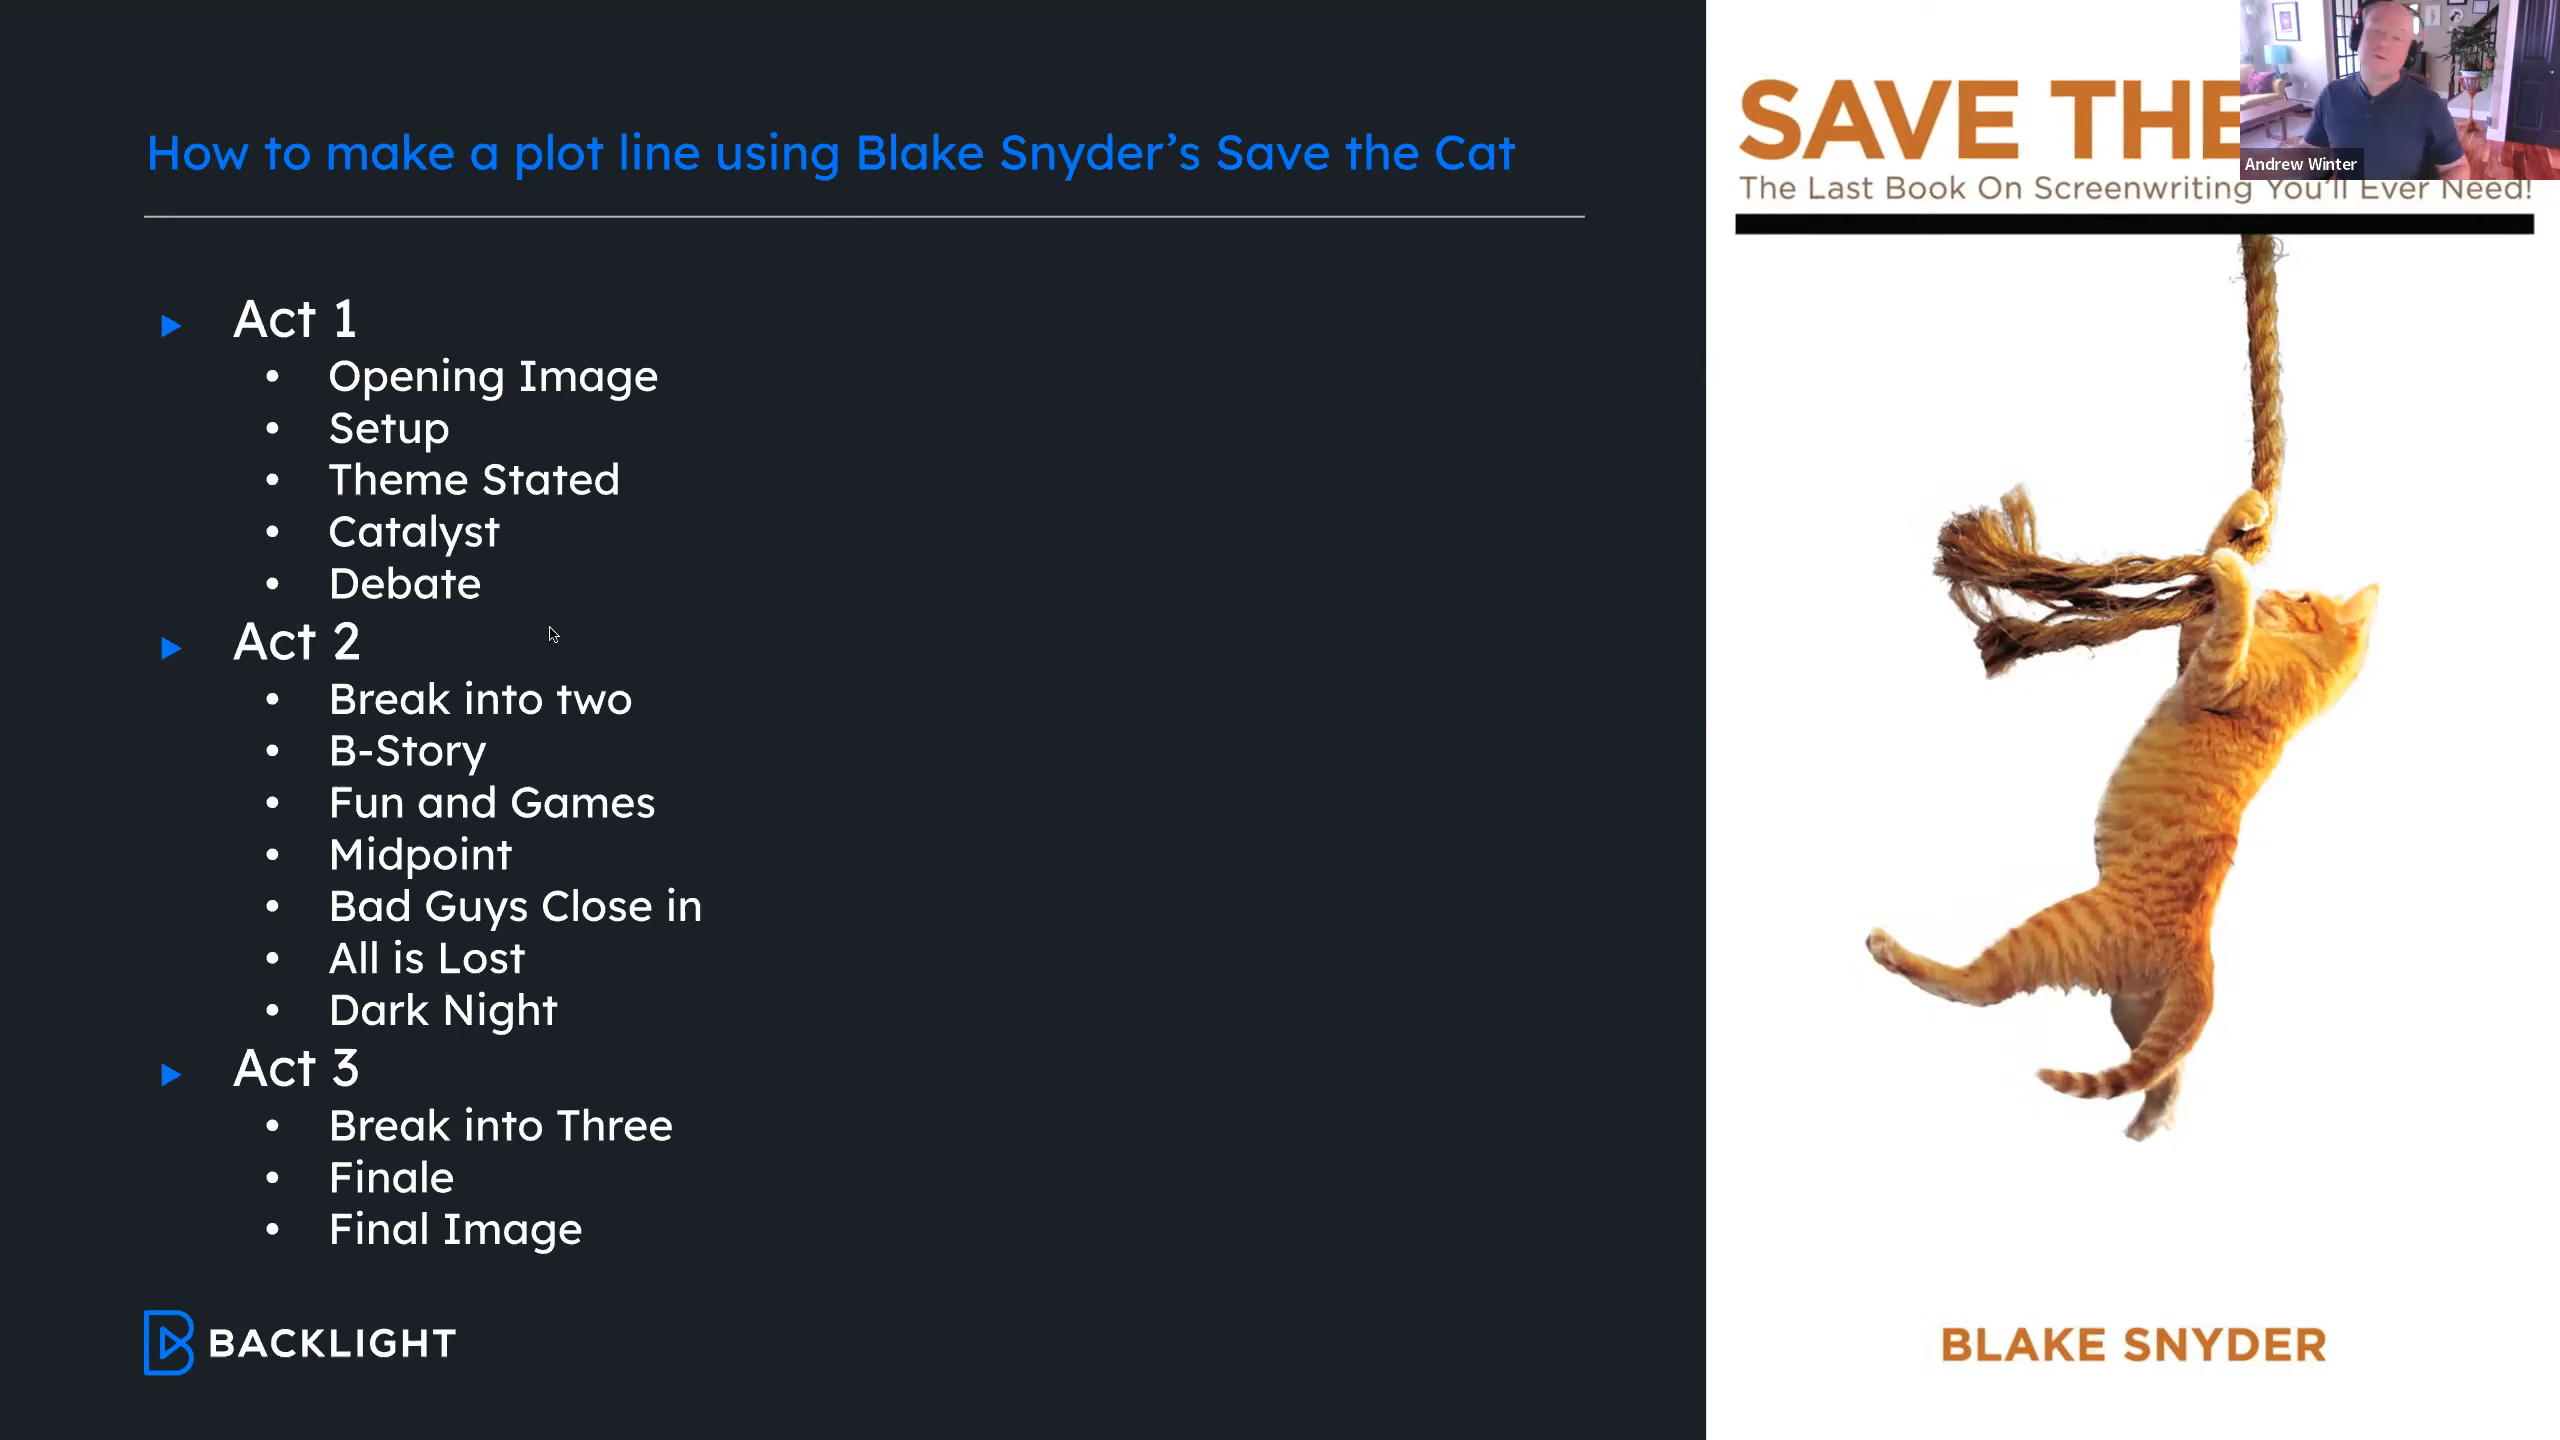 How to make a plot line using Blake Snyder’s Save the Cat
Act 1
• Opening Image
• Setup
• Theme Stated
• Catalyst
• Debate
Act 2
• Break into two
• B-Story
• Fun and Games
• Midpoint
• Bad Guys Close in
• All is Lost
• Dark Night
Act 3
• Break into Three
• Finale
• Final Image
BACKLIGHT
SAVE THE
The Last Book On Screenwriting You'll Ever Need!
BLAKE SNYDER
Andrew Winter